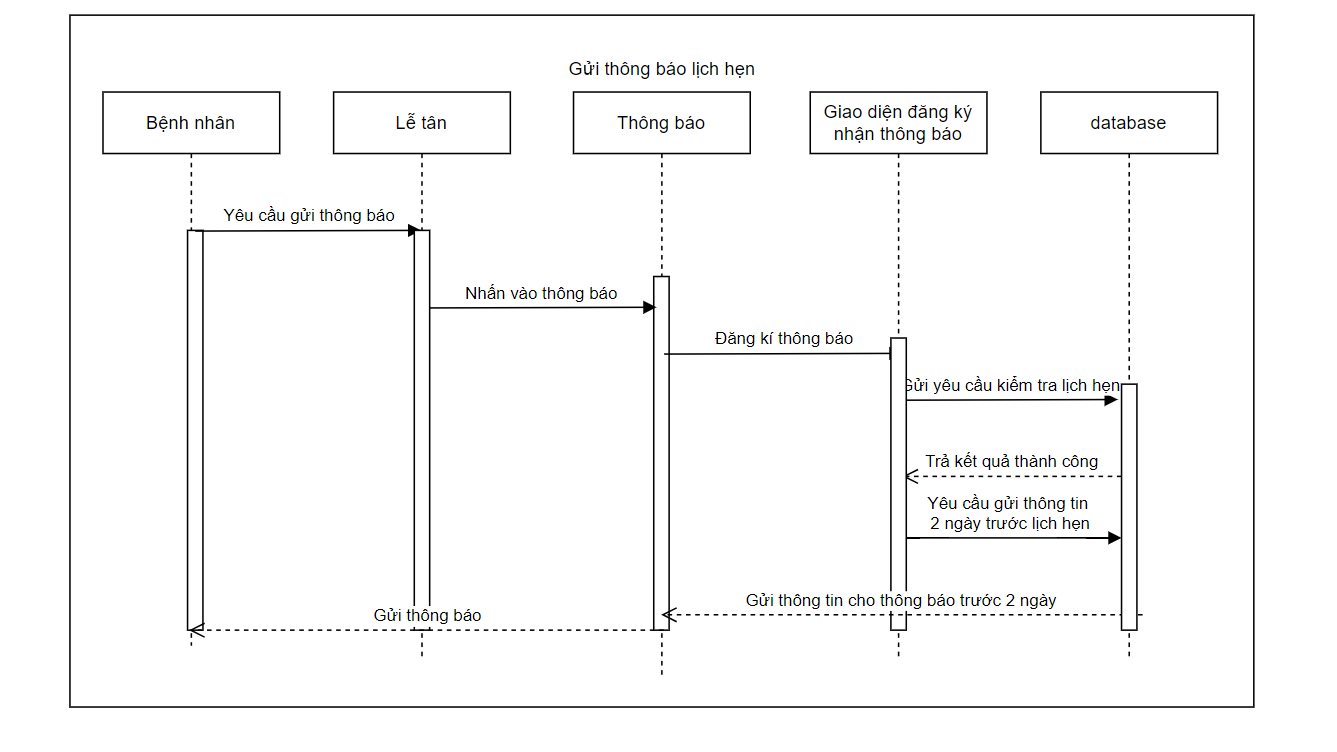 Gửi thông báo lịch hẹn
Bệnh nhân
Lễ tân
Thông báo
Giao diện đăng ký
nhận thông báo
database
Yêu cầu gửi thông báo
Nhấn vào thông báo
Đăng kí thông báo
Gửi yêu cầu kiểm tra lịch hẹn
Trả kết quả thành công
Yêu cầu gửi thông tin
2 ngày trước lịch hẹn
Gửi thông tin cho thông báo trước 2 ngày
Gửi thông báo